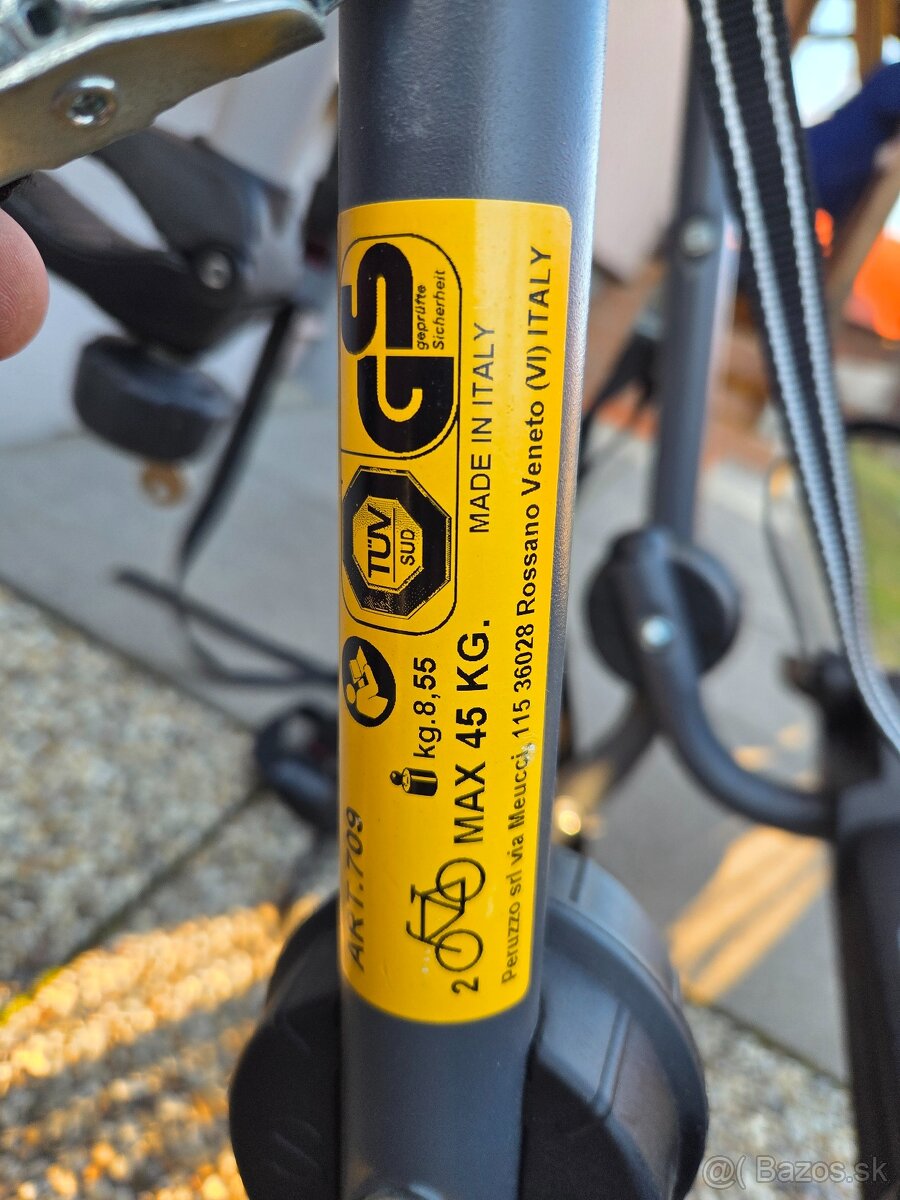 ART.709
geprüfte
Sicherheit
GS
TÜV
SUD
kg.8,55
MADE IN ITALY
2 MAX 45 KG.
Peruzzo srl via Meucci, 115 36028 Rossano Veneto (VI) ITALY
@( Bazos.sk